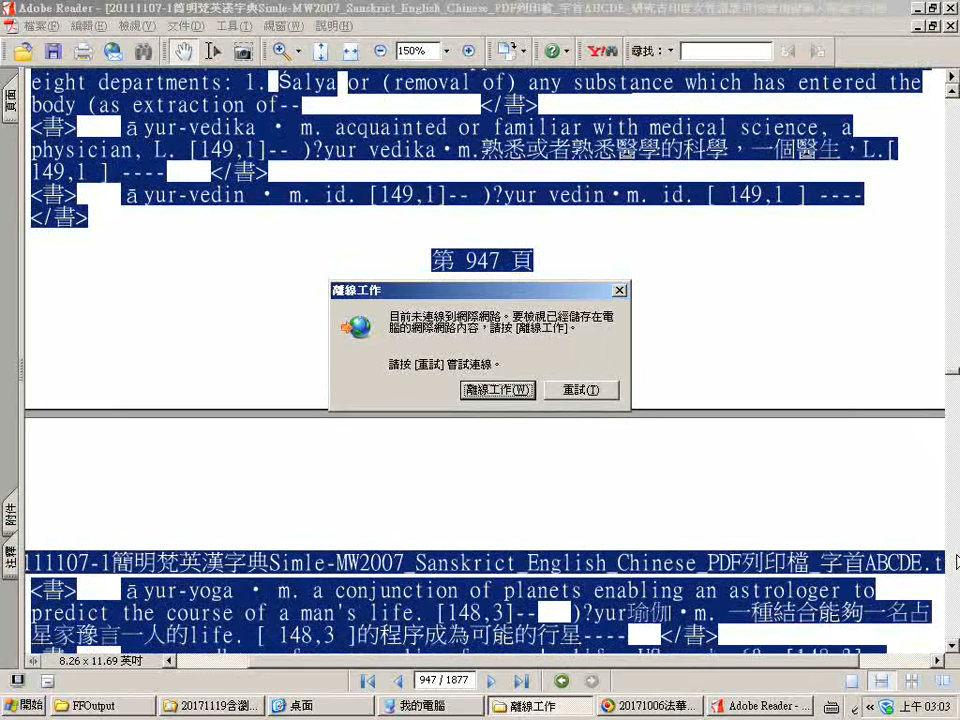 Adobe Reader - [20111107-1簡明梵英漢字典Simle-MW2007_Sanskrict_English_Chinese_PDF列印檔_字首ABCDE.
檔案(F) 編輯(E) 檢視(V) 文件(D) 工具(T) 視窗(W) 說明(H)
150% 尋找：
頁面
eight departments: 1. Śalya or (removal of) any substance which has entered the
body (as extraction of-- </書>
<書> āyur-vedika • m. acquainted or familiar with medical science, a
physician, L. [149,1]-- )?yur vedika•m.熟悉或者熟悉醫學的科學，一個醫生，L.[
149,1 ] ---- </書>
<書> āyur-vedin • m. id. [149,1]-- )?yur vedin•m. id. [ 149,1 ] ----
</書>
第 947 頁
離線工作
目前未連線到網際網路。要檢視已經儲存在電
腦的網際網路內容，請按 [離線工作]。
請按 [重試] 嘗試連線。
離線工作(W) 重試(T)
附件
注釋
111107-1簡明梵英漢字典Simle-MW2007_Sanskrict_English_Chinese_PDF列印檔_字首ABCDE.t
<書> āyur-yoga • m. a conjunction of planets enabling an astrologer to
predict the course of a man's life. [148,3]-- )?yur瑜伽•m. 一種結合能夠一名占
星家豫言一人的life. [ 148,3 ]的程序成為可能的行星---- </書>
8.26 x 11.69 英吋
947 / 1877
開始 FFOutput 20171119含瀏... 桌面 我的電腦 離線工作 20171006法華... Adobe Reader - ... 上午 03:03